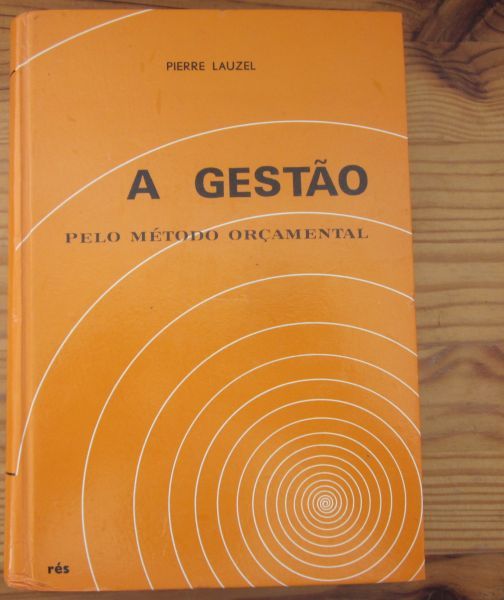 PIERRE LAUZEL
A GESTÃO
PELO MÉTODO ORÇAMENTAL
rés